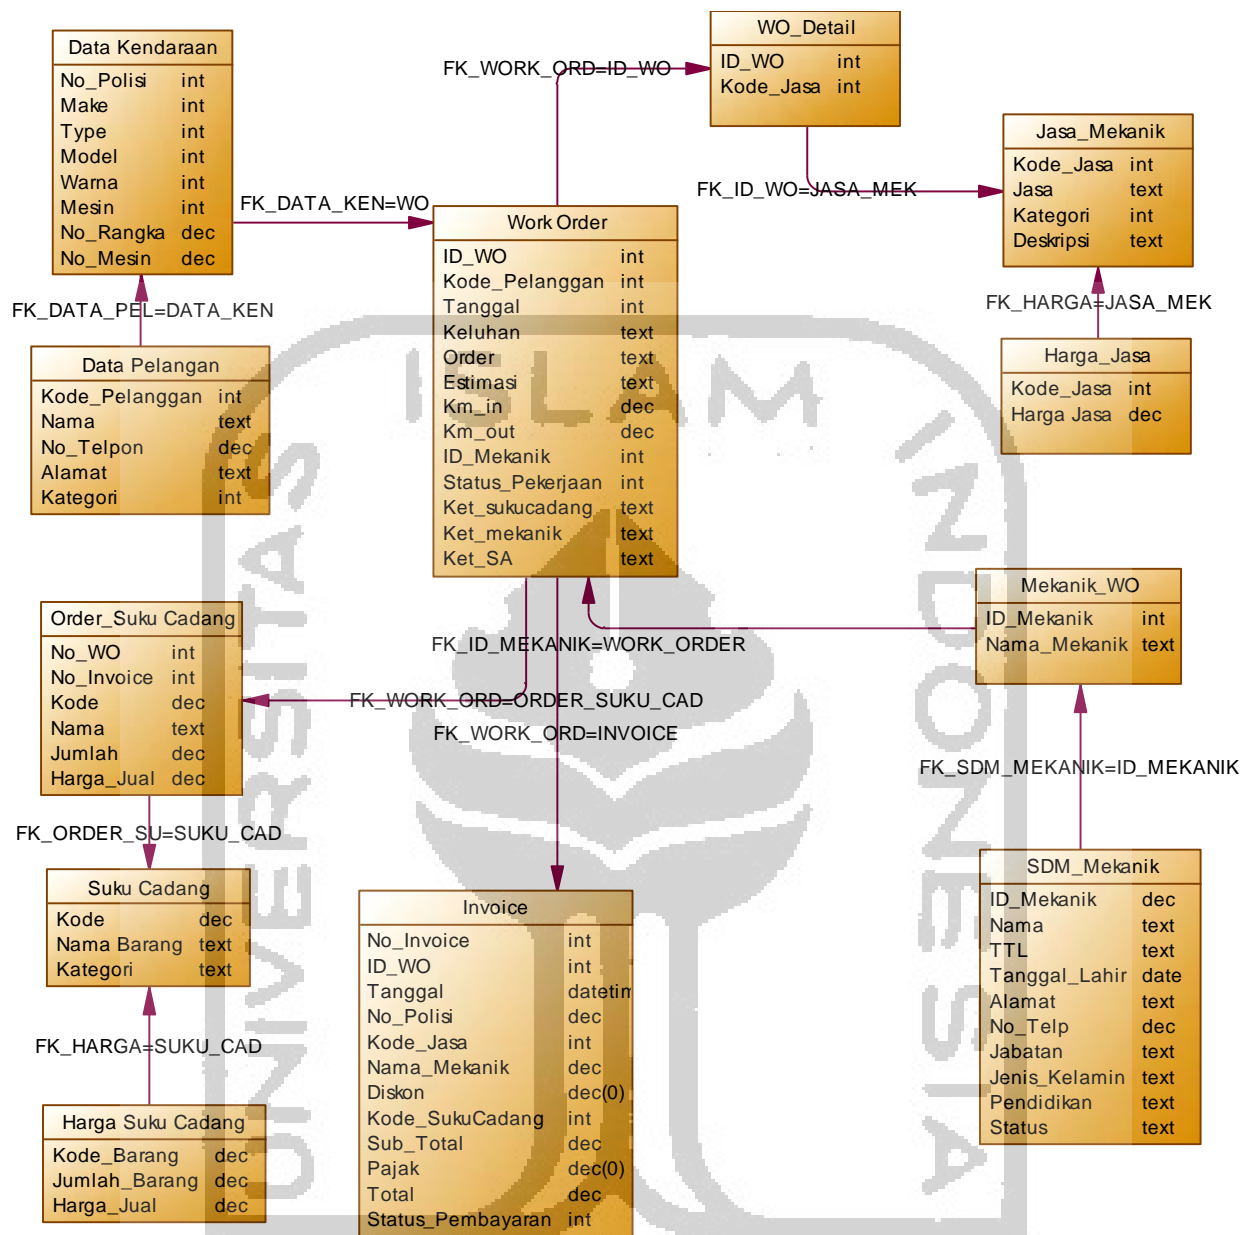 Data Kendaraan
No_Polisi int
Make int
Type int
Model int
Warna int
Mesin int
No_Rangka dec
No_Mesin dec
FK_DATA_PEL=DATA_KEN
Data Pelangan
Kode_Pelanggan int
Nama text
No_Telpon dec
Alamat text
Kategori int
FK_DATA_KEN=WO
FK_WORK_ORD=ID_WO
WO_Detail
ID_WO int
Kode_Jasa int
FK_ID_WO=JASA_MEK
Jasa_Mekanik
Kode_Jasa int
Jasa text
Kategori int
Deskripsi text
FK_HARGA=JASA_MEK
Harga_Jasa
Kode_Jasa int
Harga Jasa dec
Work Order
ID_WO int
Kode_Pelanggan int
Tanggal int
Keluhan text
Order text
Estimasi text
Km_in dec
Km_out dec
ID_Mekanik int
Status_Pekerjaan int
Ket_sukucadang text
Ket_mekanik text
Ket_SA text
FK_ID_MEKANIK=WORK_ORDER
Mekanik_WO
ID_Mekanik int
Nama_Mekanik text
FK_SDM_MEKANIK=ID_MEKANIK
SDM_Mekanik
ID_Mekanik dec
Nama text
TTL text
Tanggal_Lahir date
Alamat text
No_Telp dec
Jabatan text
Jenis_Kelamin text
Pendidikan text
Status text
Order_Suku Cadang
No_WO int
No_Invoice int
Kode dec
Nama text
Jumlah dec
Harga_Jual dec
FK_WORK_ORD=ORDER_SUKU_CAD
FK_WORK_ORD=INVOICE
FK_ORDER_SU=SUKU_CAD
Suku Cadang
Kode dec
Nama Barang text
Kategori text
FK_HARGA=SUKU_CAD
Harga Suku Cadang
Kode_Barang dec
Jumlah_Barang dec
Harga_Jual dec
Invoice
No_Invoice int
ID_WO int
Tanggal datetim
No_Polisi dec
Kode_Jasa int
Nama_Mekanik dec
Diskon dec(0)
Kode_SukuCadang int
Sub_Total dec
Pajak dec(0)
Total dec
Status_Pembayaran int
UNIVERSITAS
ISLAM
INDONESIA